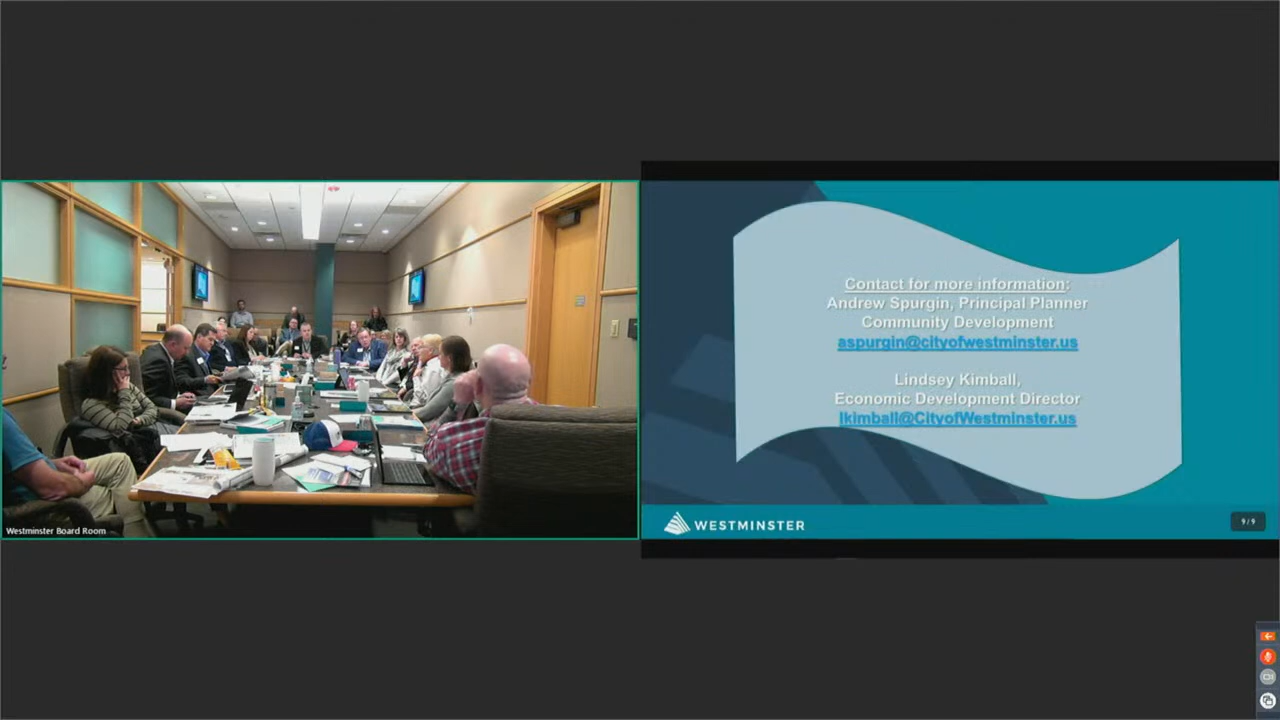 Contact for more information:
Andrew Spurgin, Principal Planner
Community Development
aspurgin@cityofwestminster.us
Lindsey Kimball,
Economic Development Director
lkimball@CityofWestminster.us
WESTMINSTER
9/9
Westminster Board Room